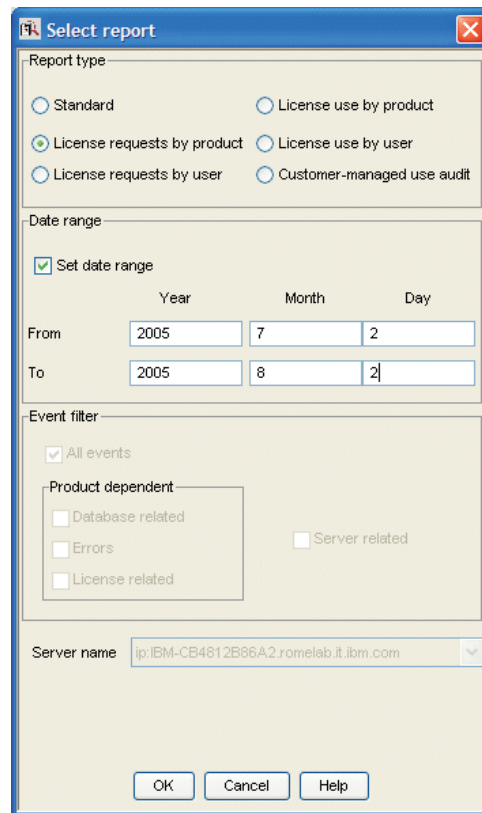 Select report
Report type
Standard
License use by product
License requests by product
License use by user
License requests by user
Customer-managed use audit
Date range
Set date range
Year Month Day
From 2005 7 2
To 2005 8 2
Event filter
All events
Product dependent
Database related
Errors
License related
Server related
Server name ip:IBM-CB4812B86A2.romelab.it.ibm.com
OK Cancel Help